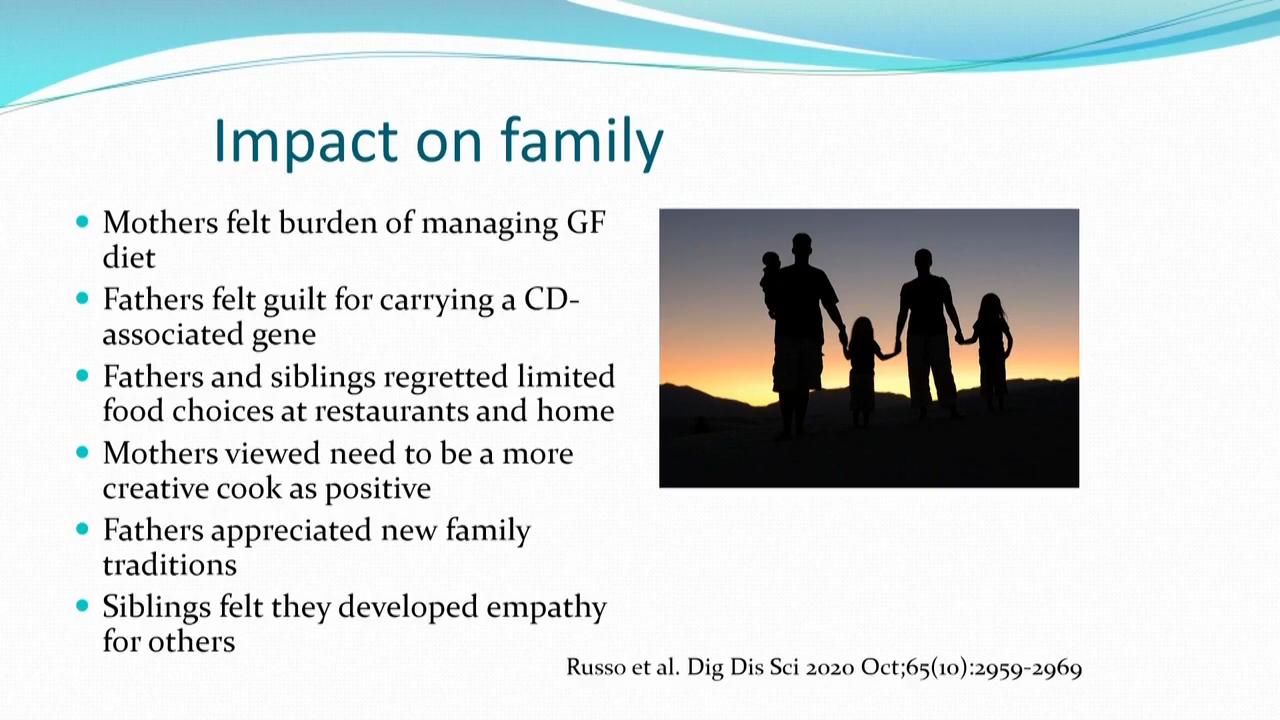 Impact on family
• Mothers felt burden of managing GF
diet
• Fathers felt guilt for carrying a CD-
associated gene
• Fathers and siblings regretted limited
food choices at restaurants and home
• Mothers viewed need to be a more
creative cook as positive
• Fathers appreciated new family
traditions
• Siblings felt they developed empathy
for others
Russo et al. Dig Dis Sci 2020 Oct;65(10):2959-2969